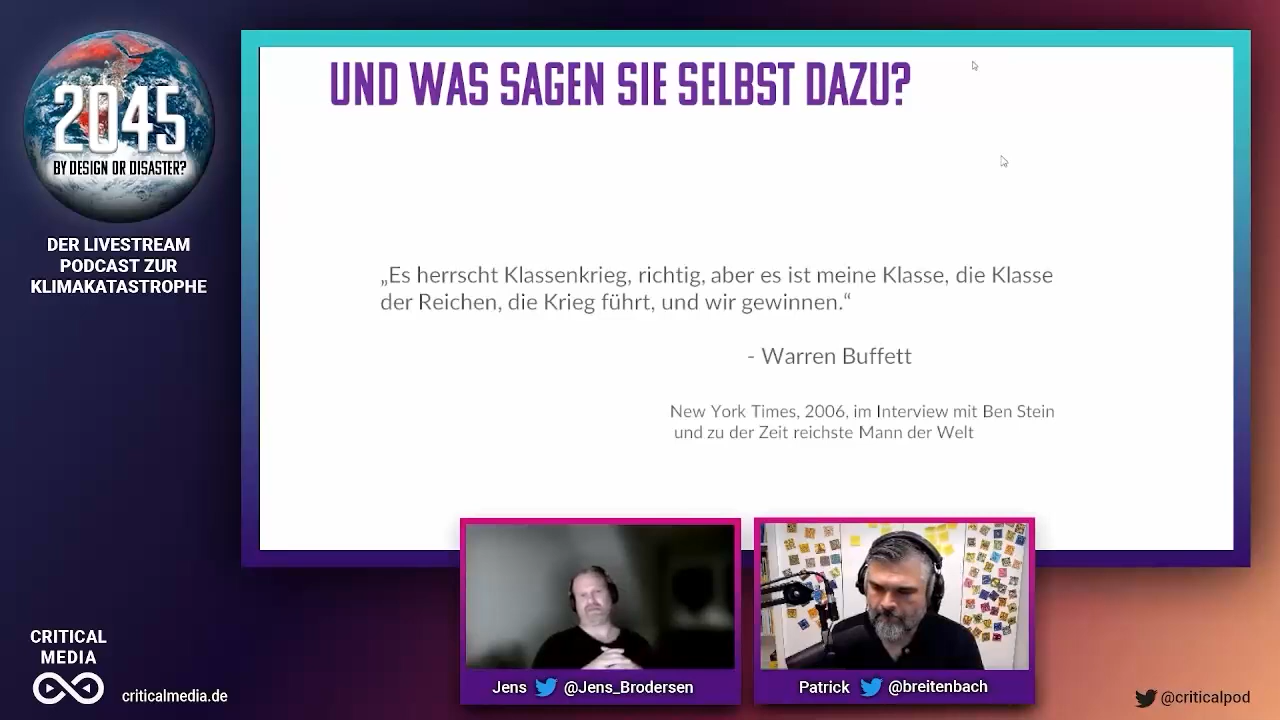 2045
BY DESIGN OR DISASTER?
DER LIVESTREAM
PODCAST ZUR
KLIMAKATASTROPHE
UND WAS SAGEN SIE SELBST DAZU?
„Es herrscht Klassenkrieg, richtig, aber es ist meine Klasse, die Klasse
der Reichen, die Krieg führt, und wir gewinnen.“
- Warren Buffett
New York Times, 2006, im Interview mit Ben Stein
und zu der Zeit reichste Mann der Welt
Jens @Jens_Brodersen
Patrick @breitenbach
CRITICAL
MEDIA
criticalmedia.de
@criticalpod